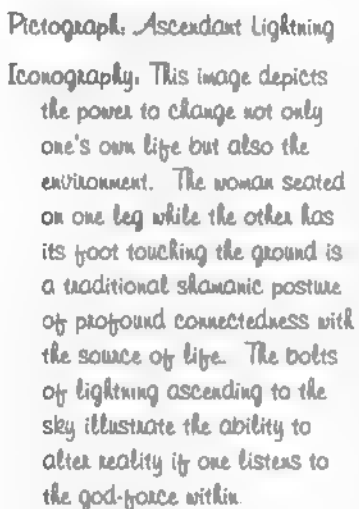 Pictograph: Ascendant Lightning
Iconography: This image depicts
the power to change not only
one's own life but also the
environment. The woman seated
on one leg while the other has
its foot touching the ground is
a traditional shamanic posture
of profound connectedness with
the source of life. The bolts
of lightning ascending to the
sky illustrate the ability to
alter reality if one listens to
the god-force within.